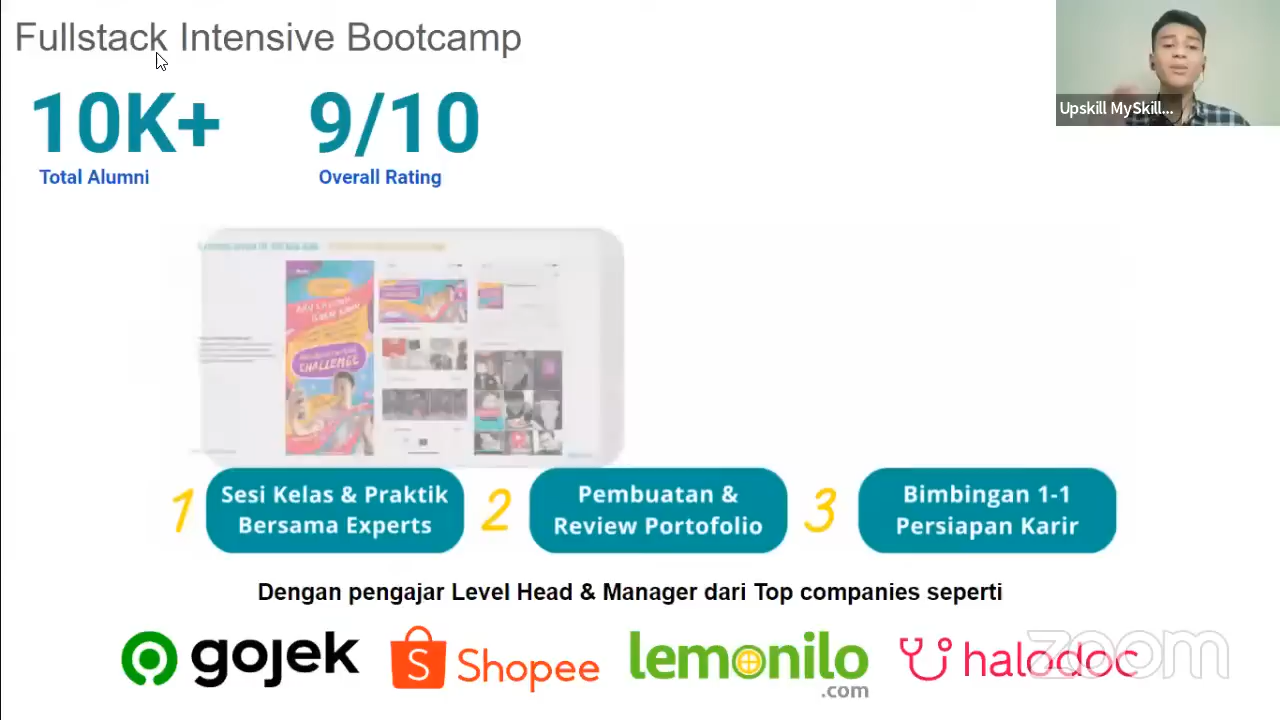 Fullstack Intensive Bootcamp
Upskill MySkill...
10K+
9/10
Total Alumni
Overall Rating
CHALLENGE
1
Sesi Kelas & Praktik
Bersama Experts
2
Pembuatan &
Review Portofolio
3
Bimbingan 1-1
Persiapan Karir
Dengan pengajar Level Head & Manager dari Top companies seperti
gojek
S Shopee
lemonilo
.com
halodoc
zoom